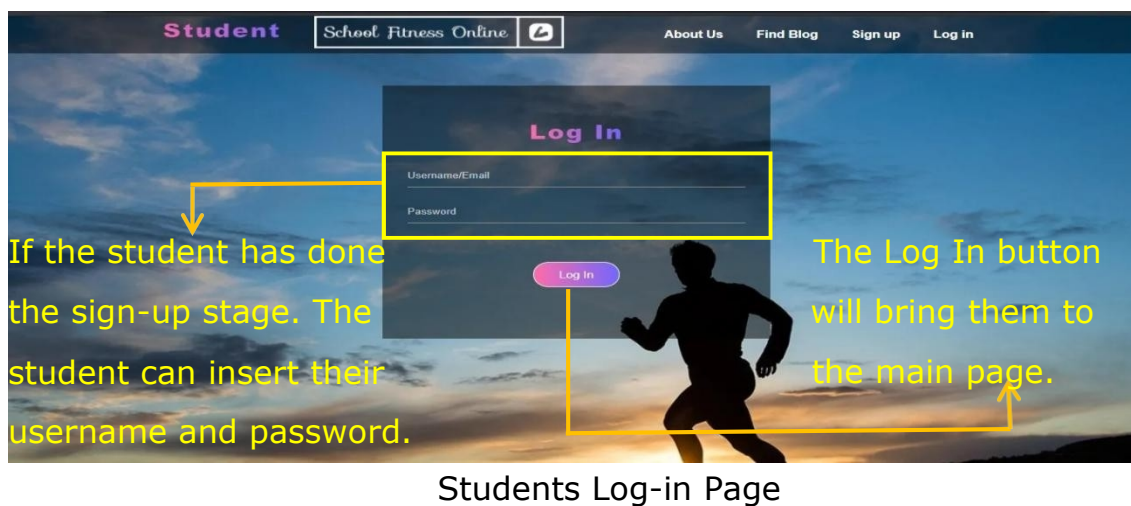 Student School Fitness Online About Us Find Blog Sign up Log in
Log In
Username/Email
Password
If the student has done
the sign-up stage. The
student can insert their
username and password.
Log In
The Log In button
will bring them to
the main page.
Students Log-in Page